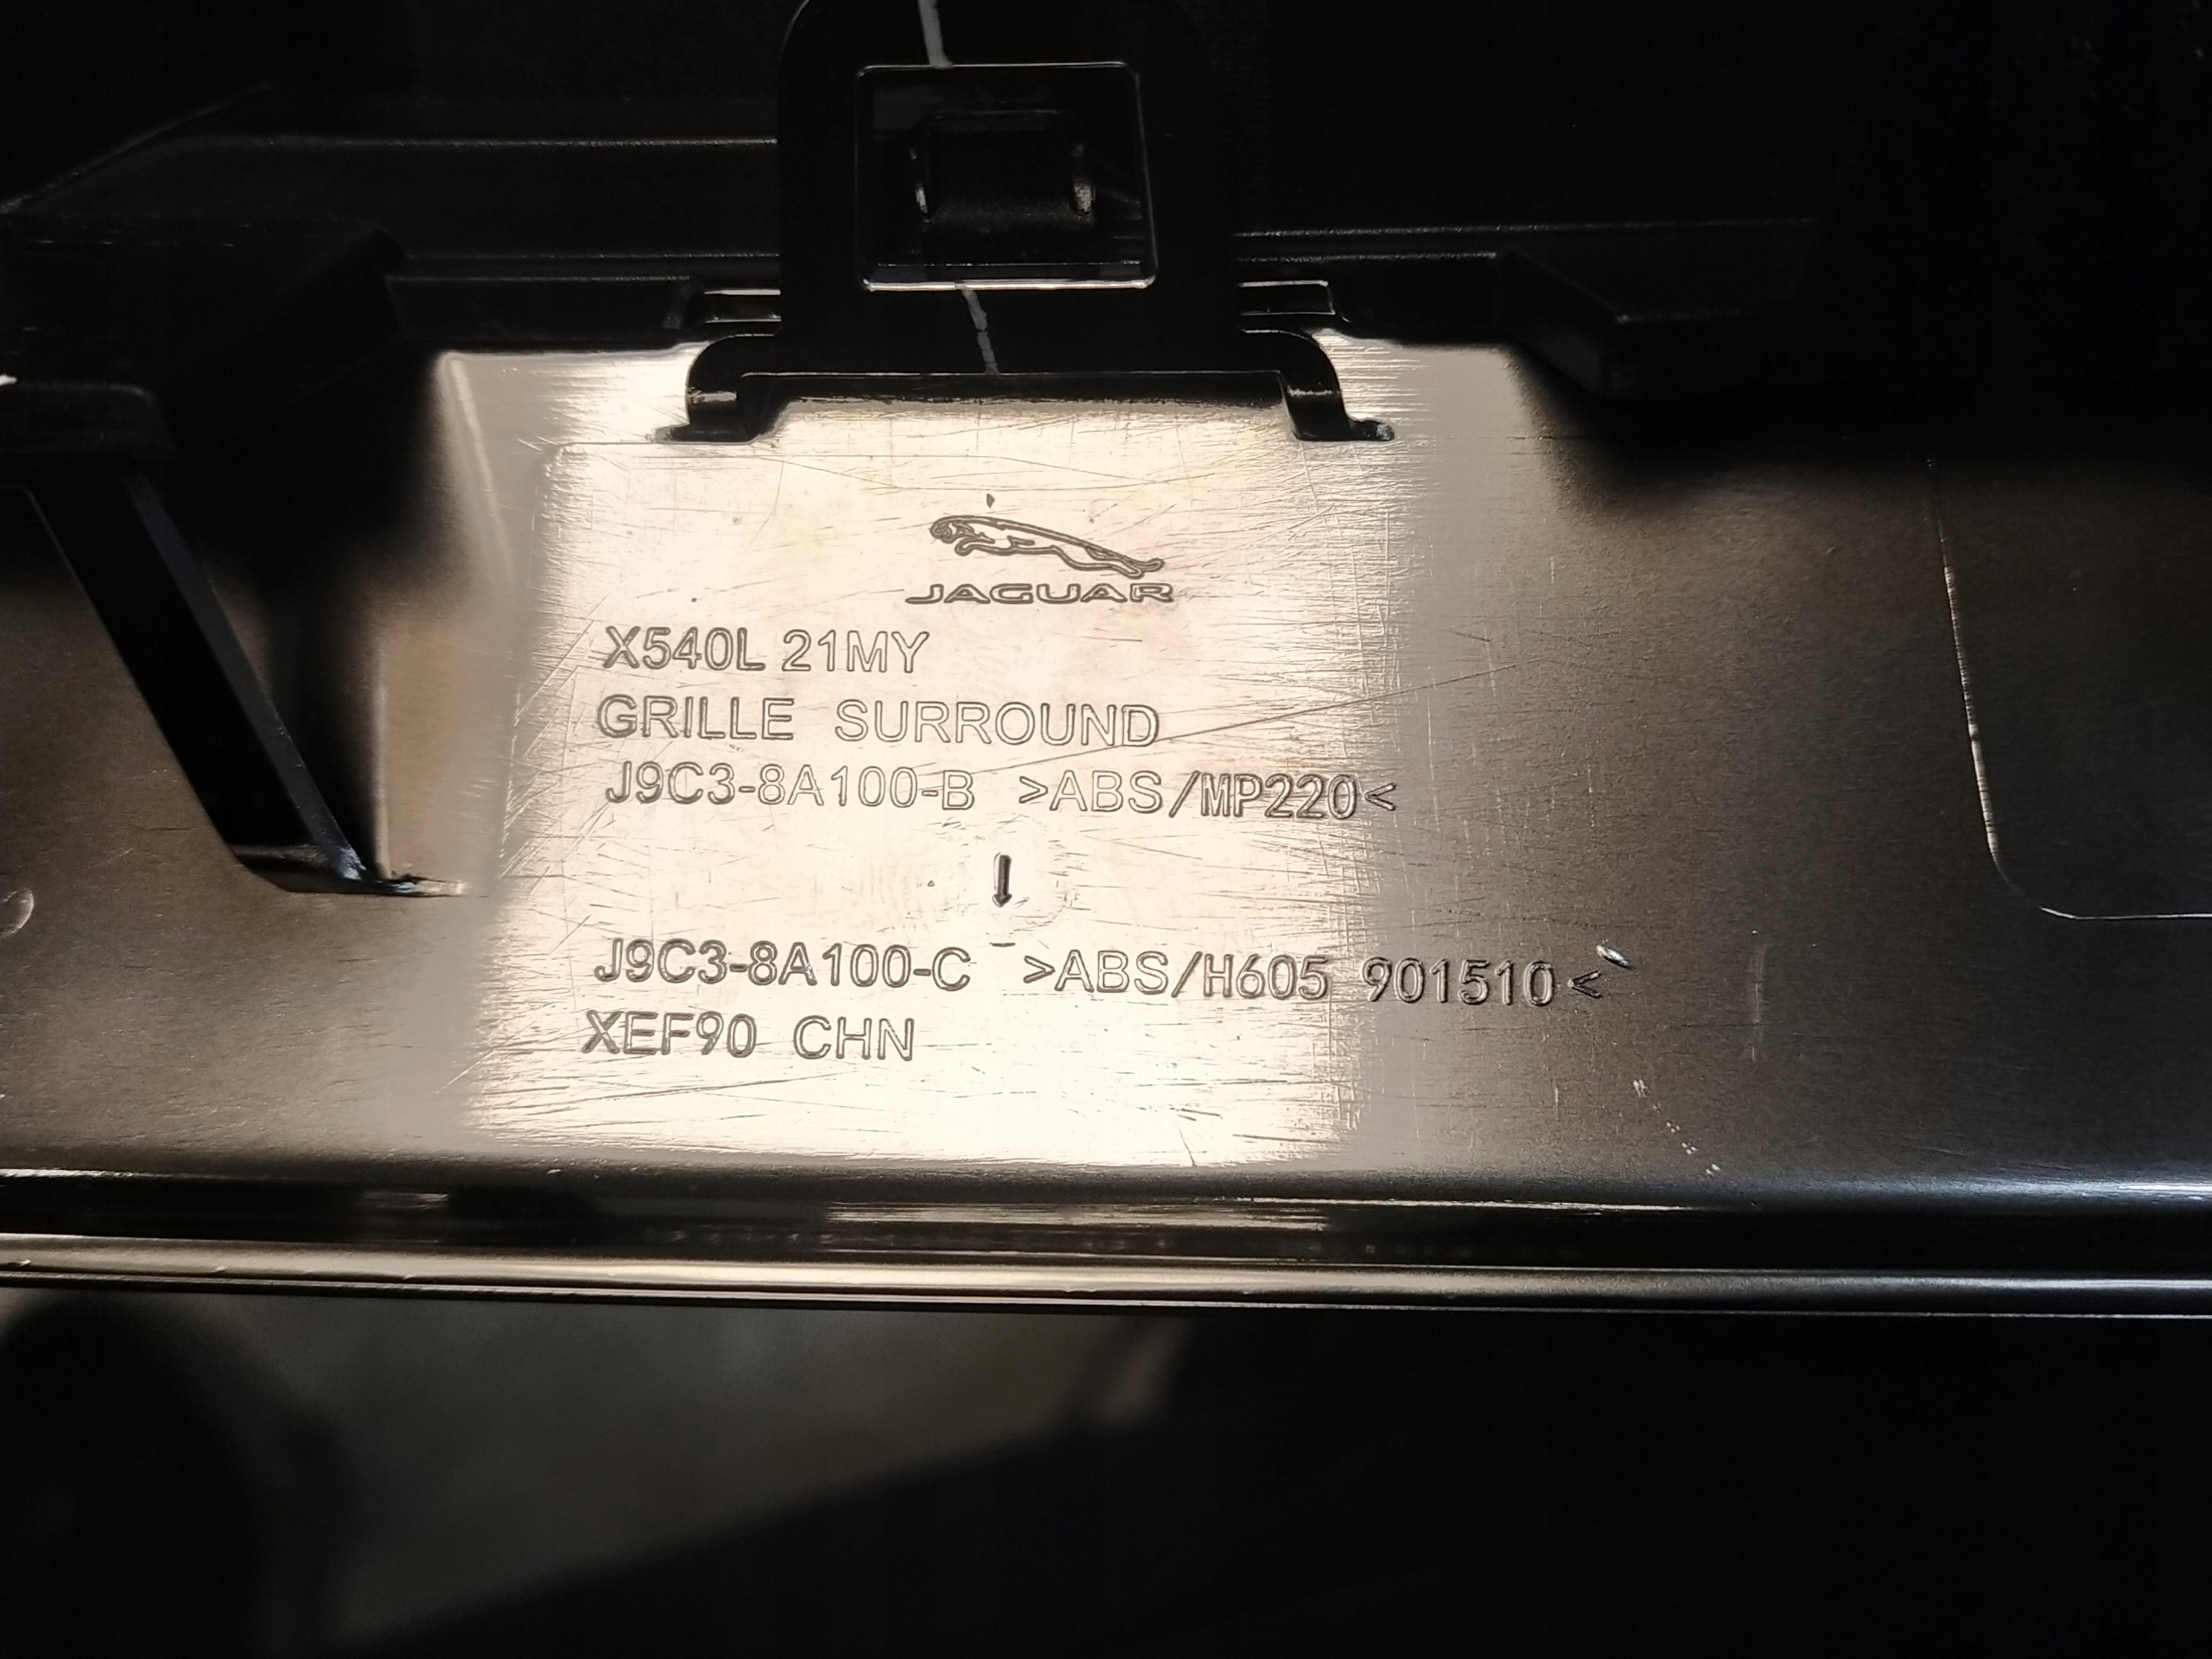 JAGUAR
X540L 21MY
GRILLE SURROUND
J9C3-8A100-B >ABS/MP220<
J9C3-8A100-C >ABS/H605 901510<
XEF90 CHN